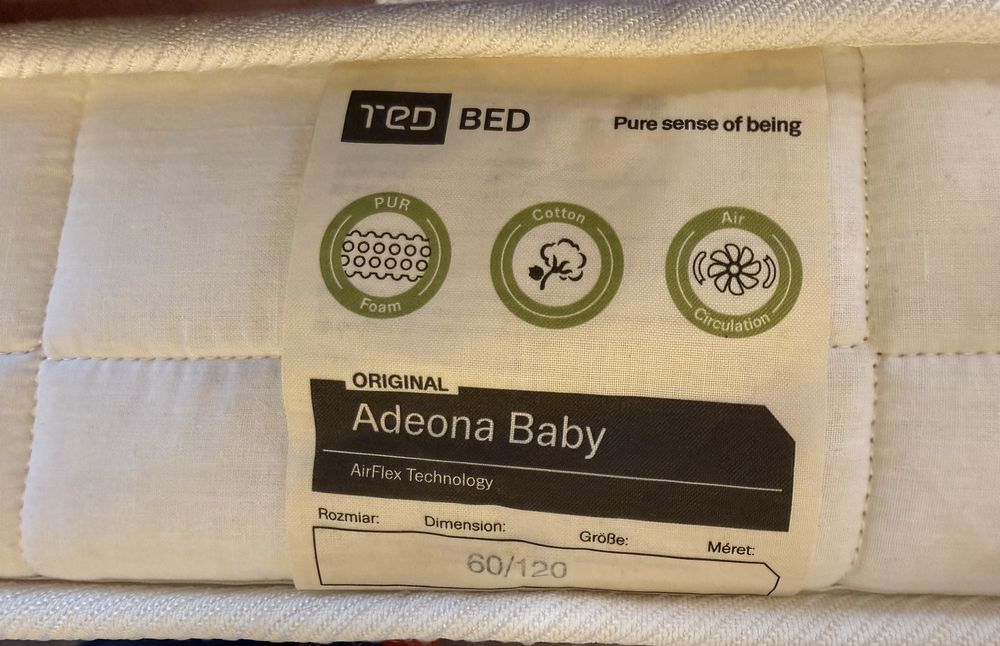 TED BED
Pure sense of being
PUR
Foam
Cotton
Air
Circulation
ORIGINAL
Adeona Baby
AirFlex Technology
Rozmiar: Dimension: Größe: Méret:
60/120